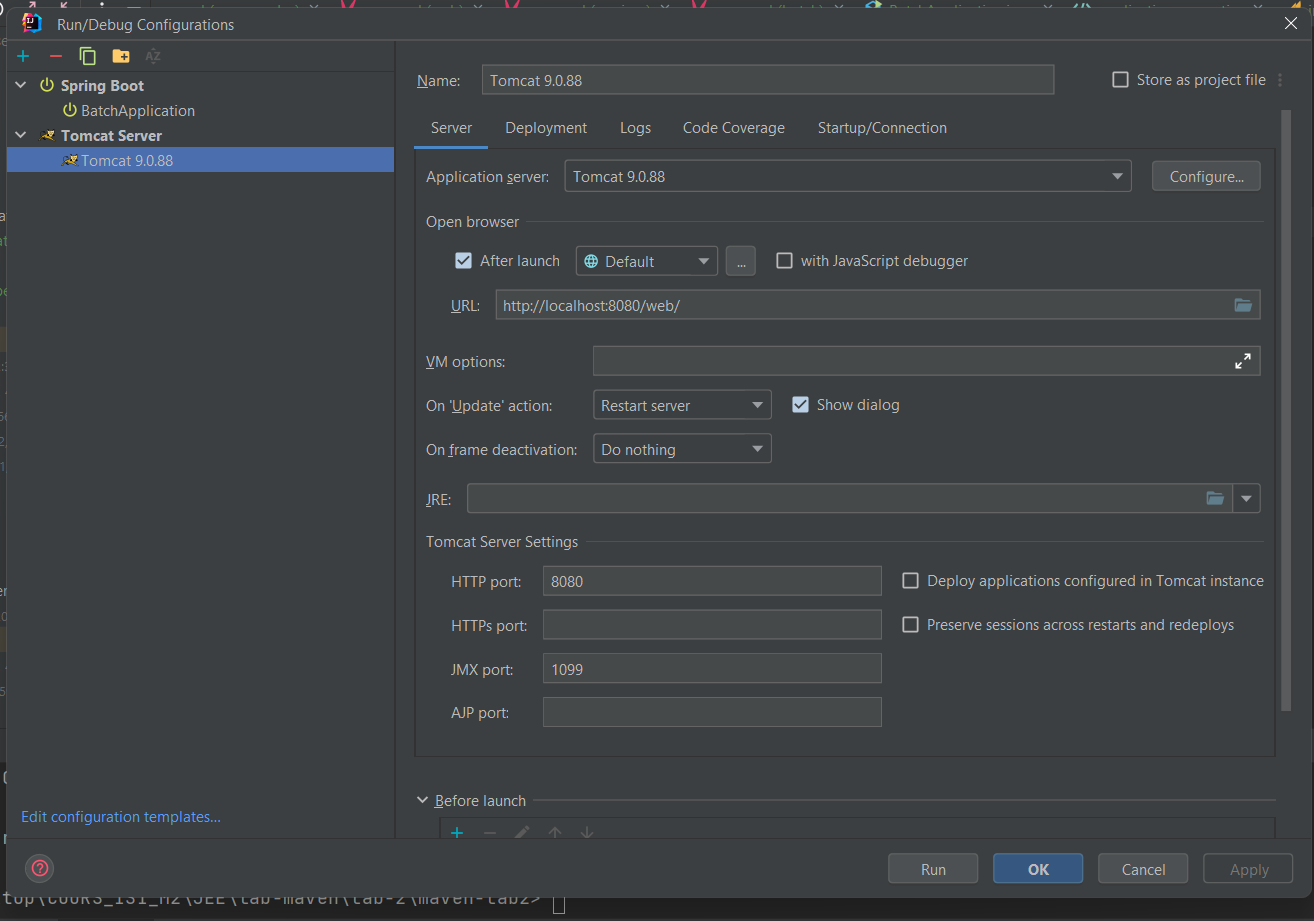 Run/Debug Configurations
Spring Boot
BatchApplication
Tomcat Server
Tomcat 9.0.88
Edit configuration templates...
Name: Tomcat 9.0.88 Store as project file
Server Deployment Logs Code Coverage Startup/Connection
Application server: Tomcat 9.0.88 Configure...
Open browser
After launch Default ... with JavaScript debugger
URL: http://localhost:8080/web/
VM options:
On 'Update' action: Restart server Show dialog
On frame deactivation: Do nothing
JRE:
Tomcat Server Settings
HTTP port: 8080 Deploy applications configured in Tomcat instance
HTTPs port: Preserve sessions across restarts and redeploys
JMX port: 1099
AJP port:
Before launch
? Run OK Cancel Apply
top\COURS_ISI_M2\JEE\lab-maven\lab-2\maven-lab2>